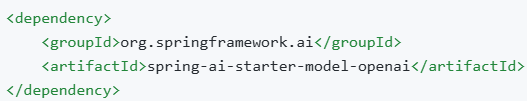 <dependency>
    <groupId>org.springframework.ai</groupId>
    <artifactId>spring-ai-starter-model-openai</artifactId>
</dependency>